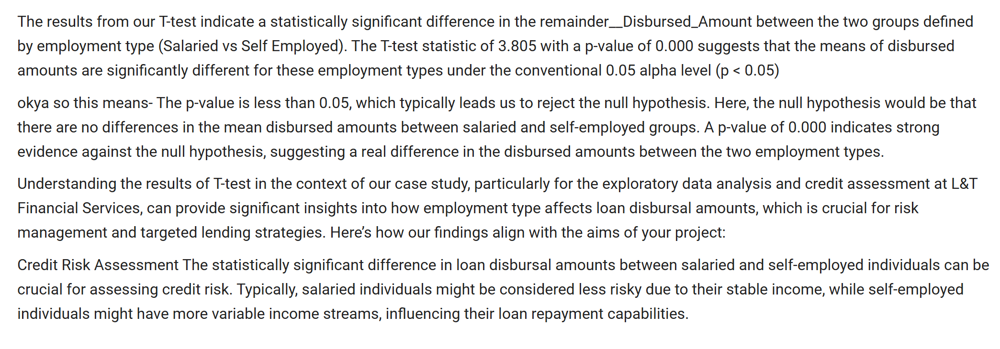 The results from our T-test indicate a statistically significant difference in the remainder__Disbursed_Amount between the two groups defined
by employment type (Salaried vs Self Employed). The T-test statistic of 3.805 with a p-value of 0.000 suggests that the means of disbursed
amounts are significantly different for these employment types under the conventional 0.05 alpha level (p < 0.05)
okya so this means- The p-value is less than 0.05, which typically leads us to reject the null hypothesis. Here, the null hypothesis would be that
there are no differences in the mean disbursed amounts between salaried and self-employed groups. A p-value of 0.000 indicates strong
evidence against the null hypothesis, suggesting a real difference in the disbursed amounts between the two employment types.
Understanding the results of T-test in the context of our case study, particularly for the exploratory data analysis and credit assessment at L&T
Financial Services, can provide significant insights into how employment type affects loan disbursal amounts, which is crucial for risk
management and targeted lending strategies. Here’s how our findings align with the aims of your project:
Credit Risk Assessment The statistically significant difference in loan disbursal amounts between salaried and self-employed individuals can be
crucial for assessing credit risk. Typically, salaried individuals might be considered less risky due to their stable income, while self-employed
individuals might have more variable income streams, influencing their loan repayment capabilities.